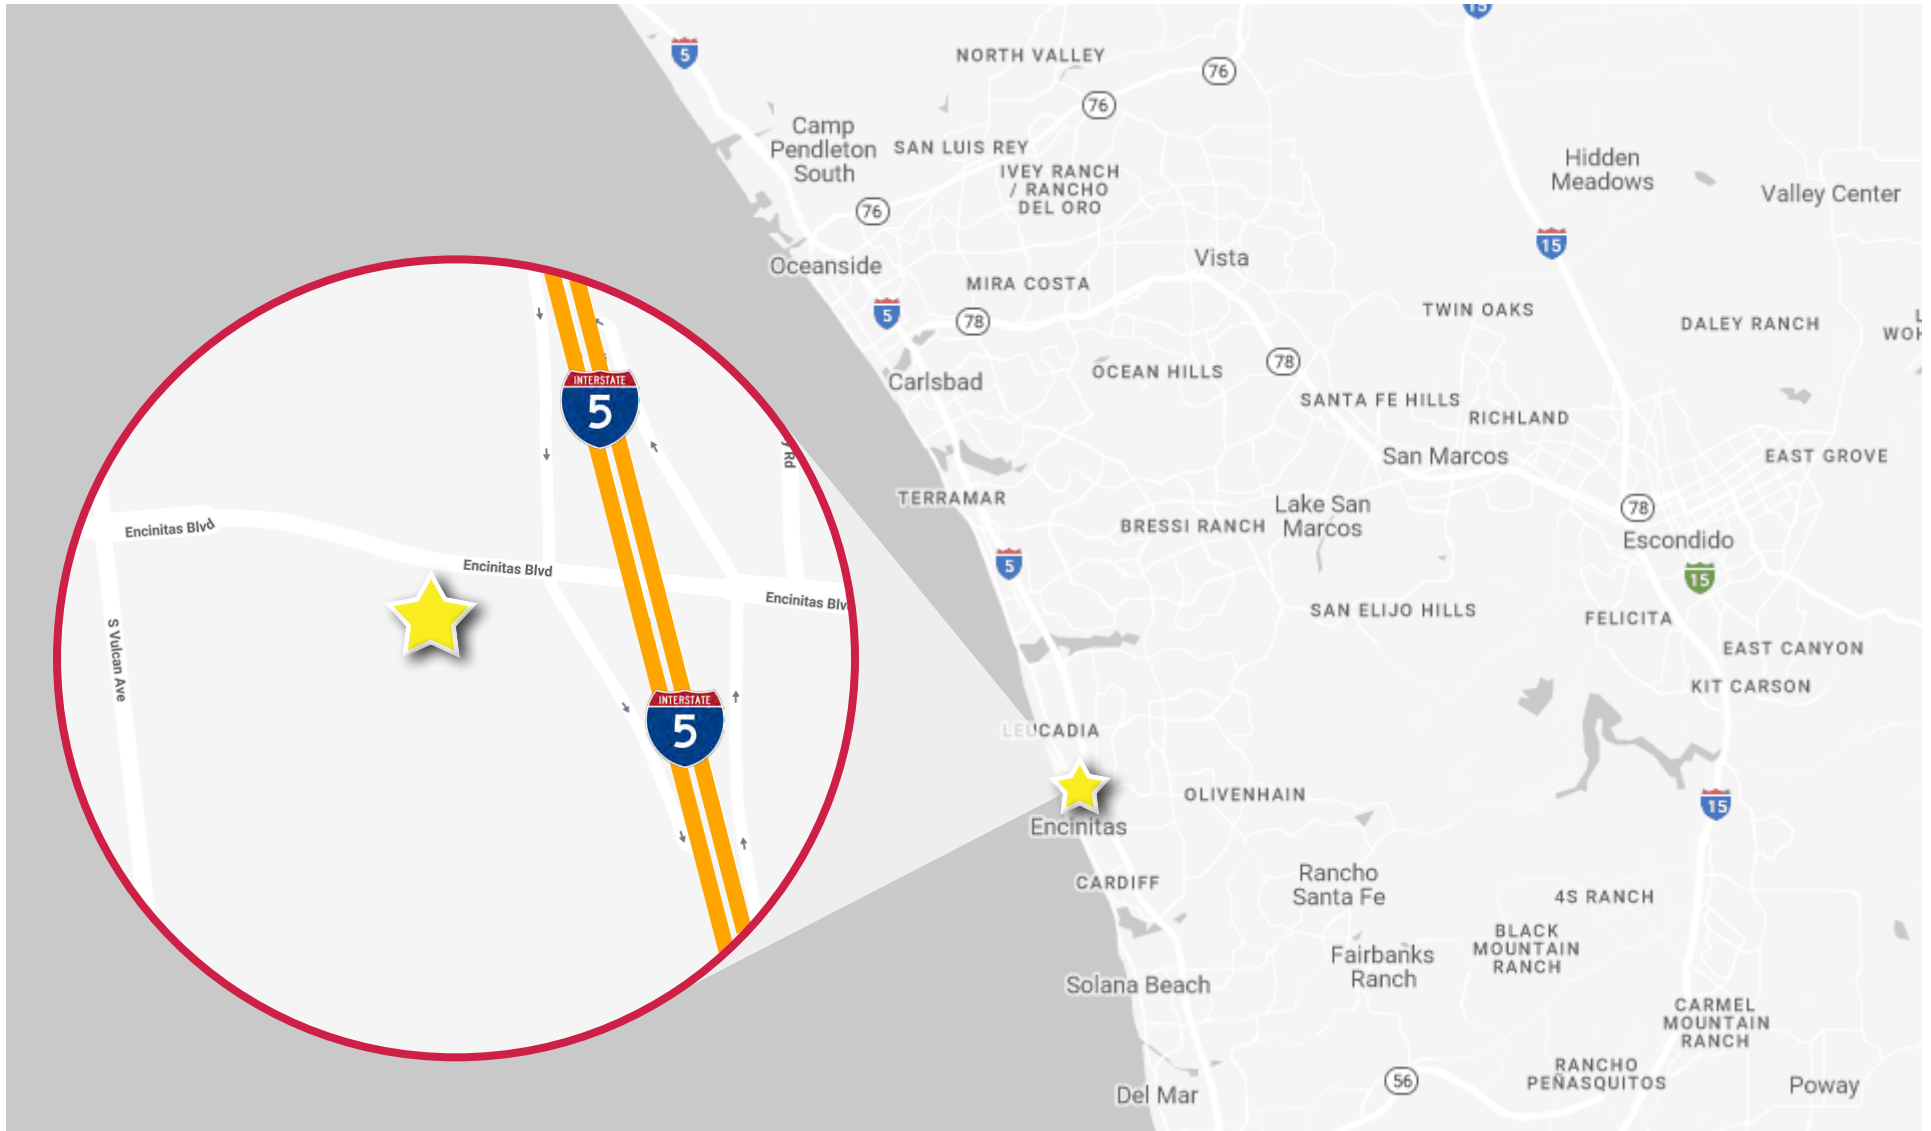 15
5
NORTH VALLEY
76
76
Camp
Pendleton
South
SAN LUIS REY
IVEY RANCH
/ RANCHO
DEL ORO
Hidden
Meadows
Valley Center
76
15
Oceanside
Vista
MIRA COSTA
5
78
TWIN OAKS
DALEY RANCH
L
WOH
78
Carlsbad
OCEAN HILLS
SANTA FE HILLS
RICHLAND
San Marcos
EAST GROVE
TERRAMAR
Lake San
Marcos
BRESSI RANCH
78
Escondido
5
15
SAN ELIJO HILLS
FELICITA
EAST CANYON
KIT CARSON
LEUCADIA
OLIVENHAIN
15
Encinitas
CARDIFF
Rancho
Santa Fe
4S RANCH
BLACK
MOUNTAIN
RANCH
Fairbanks
Ranch
Solana Beach
CARMEL
MOUNTAIN
RANCH
RANCHO
PEÑASQUITOS
56
Poway
Del Mar
INTERSTATE
5
y Rd
Encinitas Blvd
Encinitas Blvd
Encinitas Blv
S Vulcan Ave
INTERSTATE
5